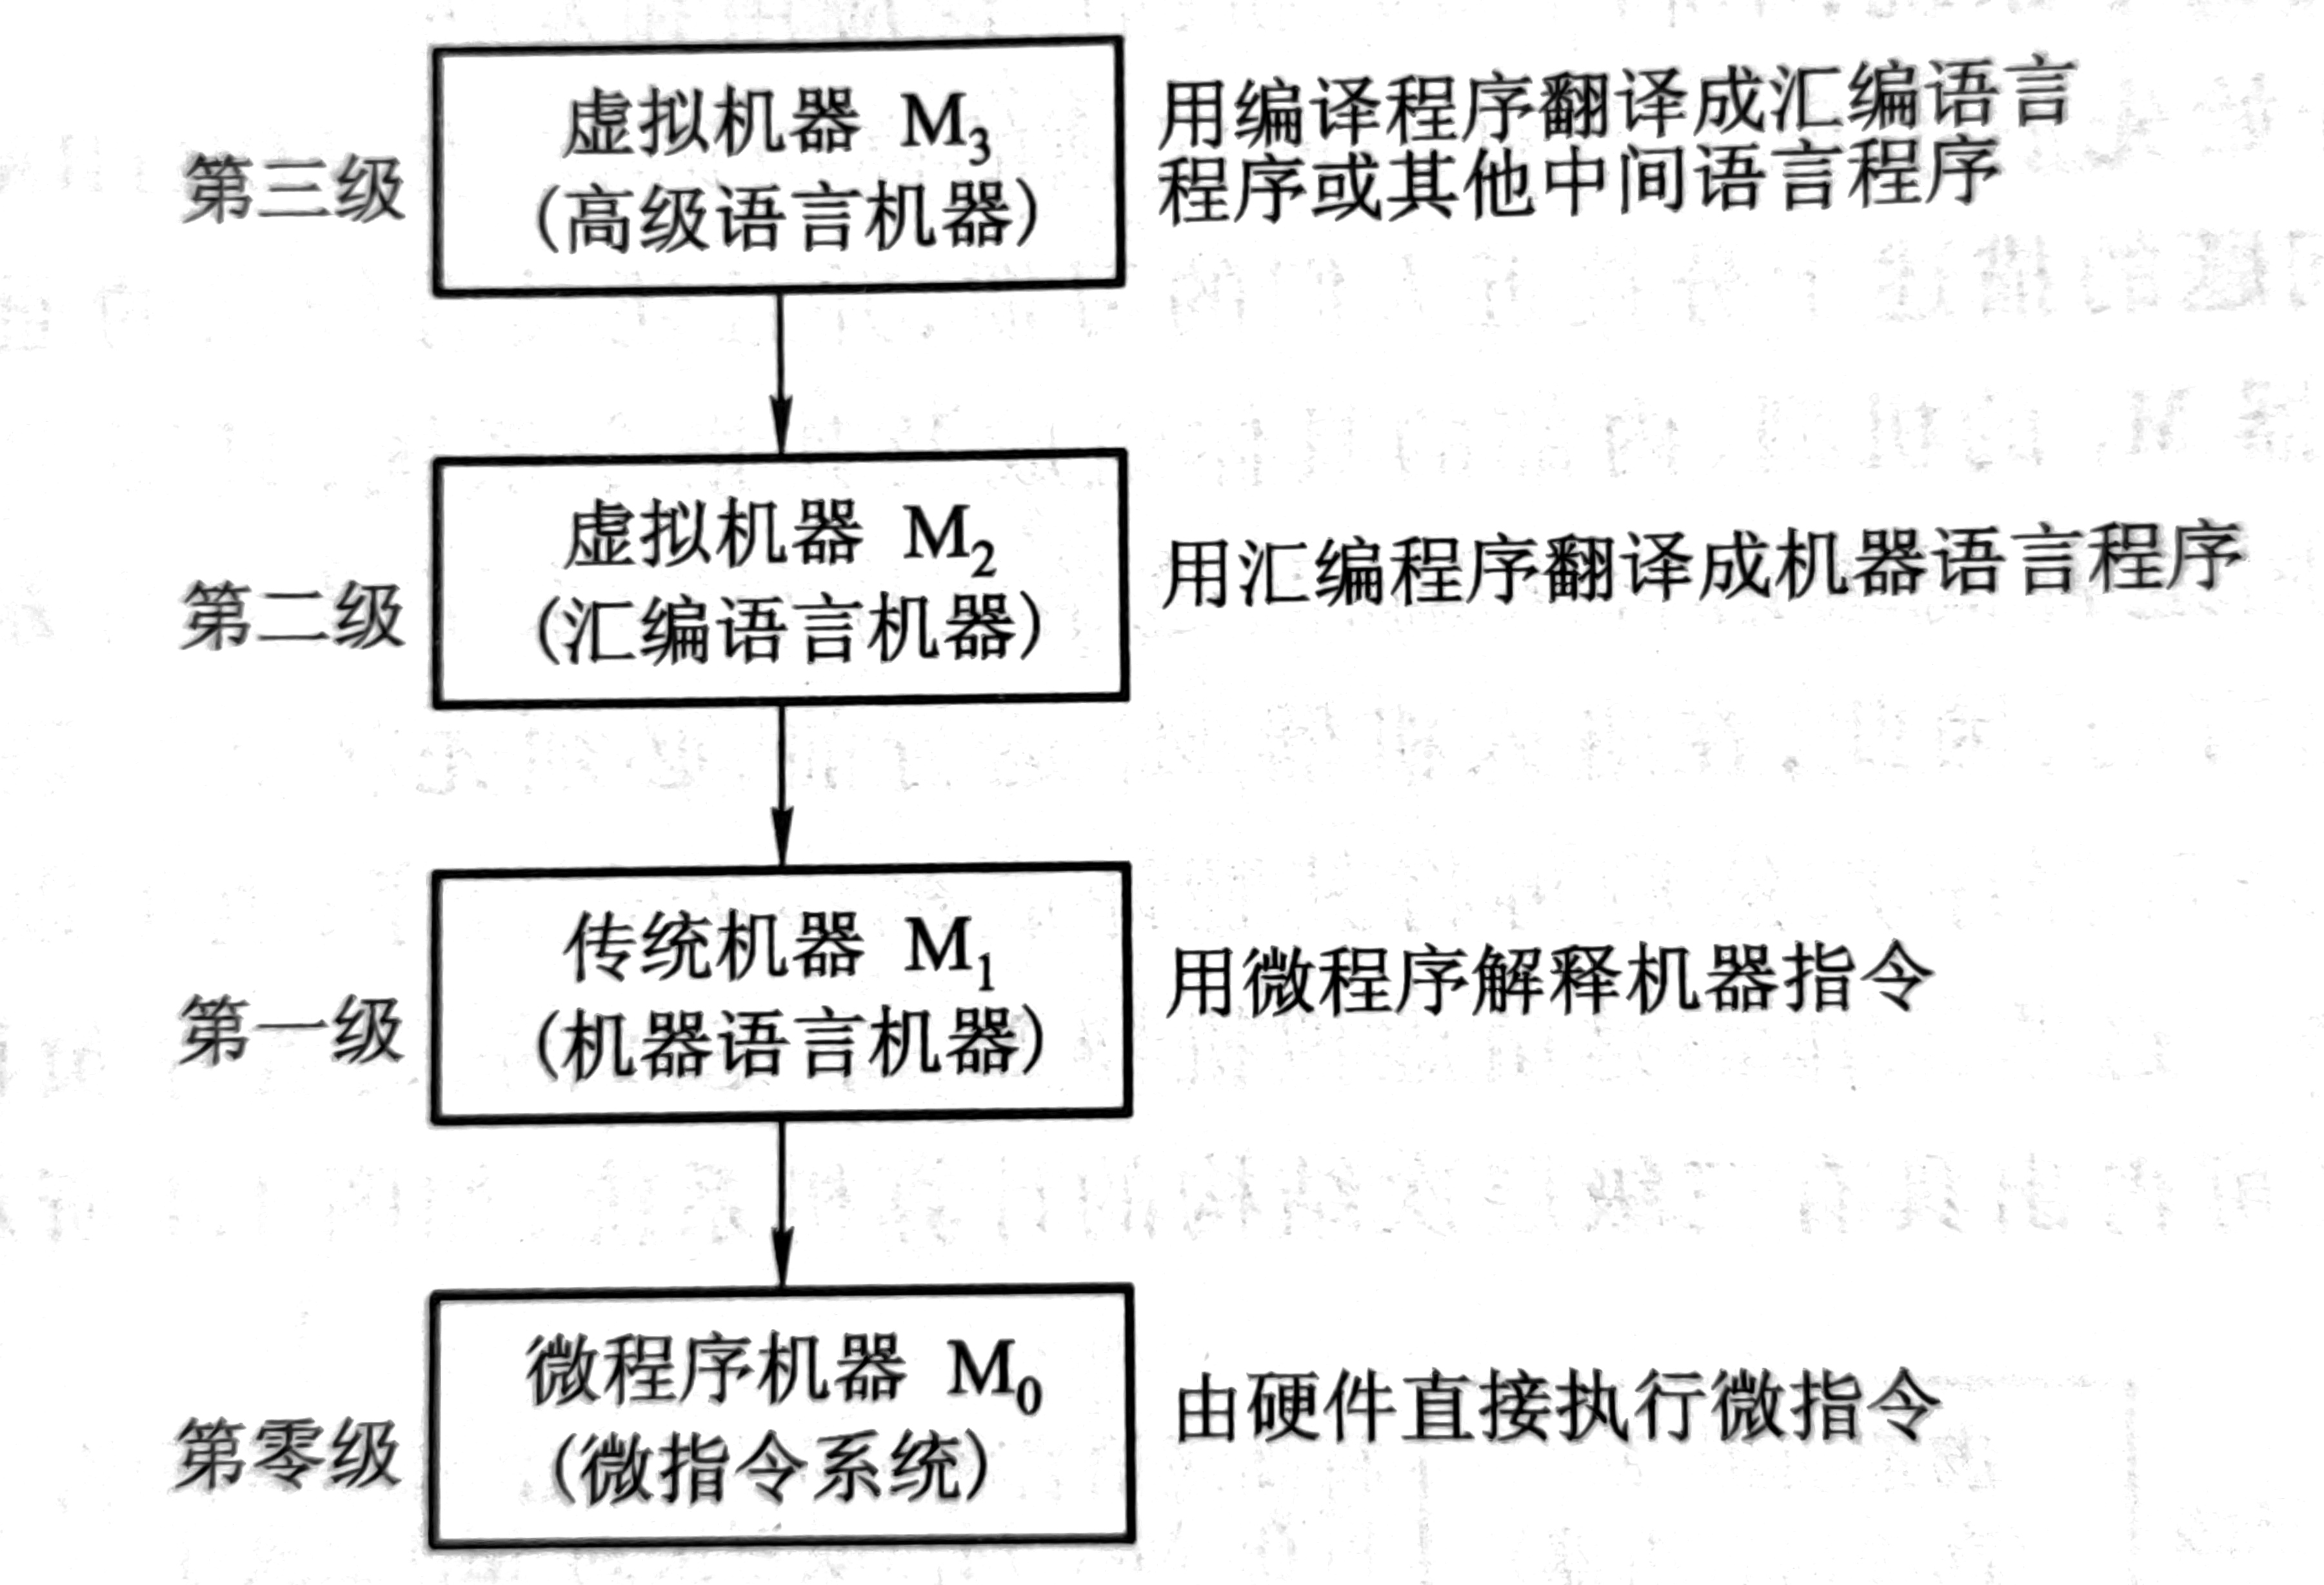 虚拟机器 M₃
(高级语言机器)
第三级
用编译程序翻译成汇编语言
程序或其他中间语言程序
虚拟机器 M₂
(汇编语言机器)
第二级
用汇编程序翻译成机器语言程序
传统机器 M₁
(机器语言机器)
第一级
用微程序解释机器指令
微程序机器 M₀
(微指令系统)
第零级
由硬件直接执行微指令